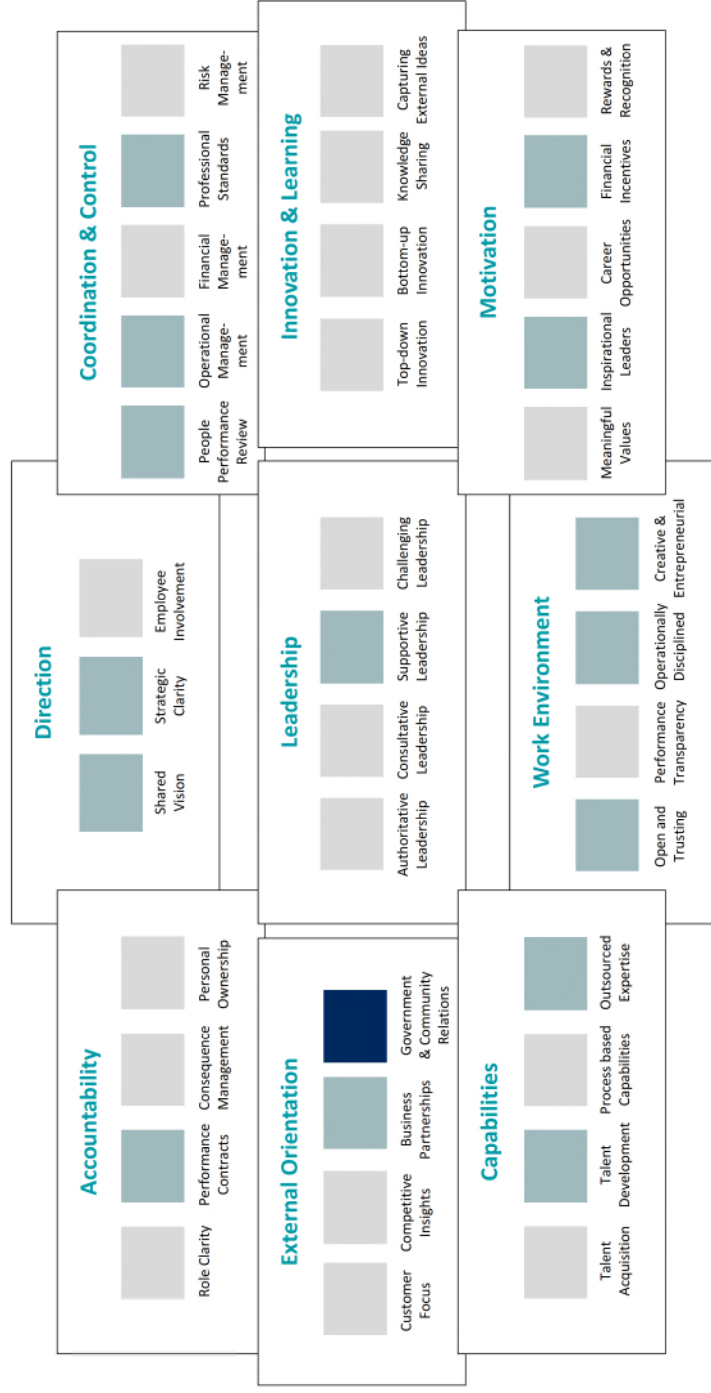 Direction
Shared
Vision
Strategic
Clarity
Employee
Involvement
Accountability
Role Clarity
Performance
Contracts
Consequence
Management
Personal
Ownership
Coordination & Control
People
Performance
Review
Operational
Manage-
ment
Financial
Manage-
ment
Professional
Standards
Risk
Manage-
ment
External Orientation
Customer
Focus
Competitive
Insights
Business
Partnerships
Government
& Community
Relations
Leadership
Authoritative
Leadership
Consultative
Leadership
Supportive
Leadership
Challenging
Leadership
Innovation & Learning
Top-down
Innovation
Bottom-up
Innovation
Knowledge
Sharing
Capturing
External Ideas
Capabilities
Talent
Acquisition
Talent
Development
Process based
Capabilities
Outsourced
Expertise
Work Environment
Open and
Trusting
Performance
Transparency
Operationally
Disciplined
Creative &
Entrepreneurial
Motivation
Meaningful
Values
Inspirational
Leaders
Career
Opportunities
Financial
Incentives
Rewards &
Recognition